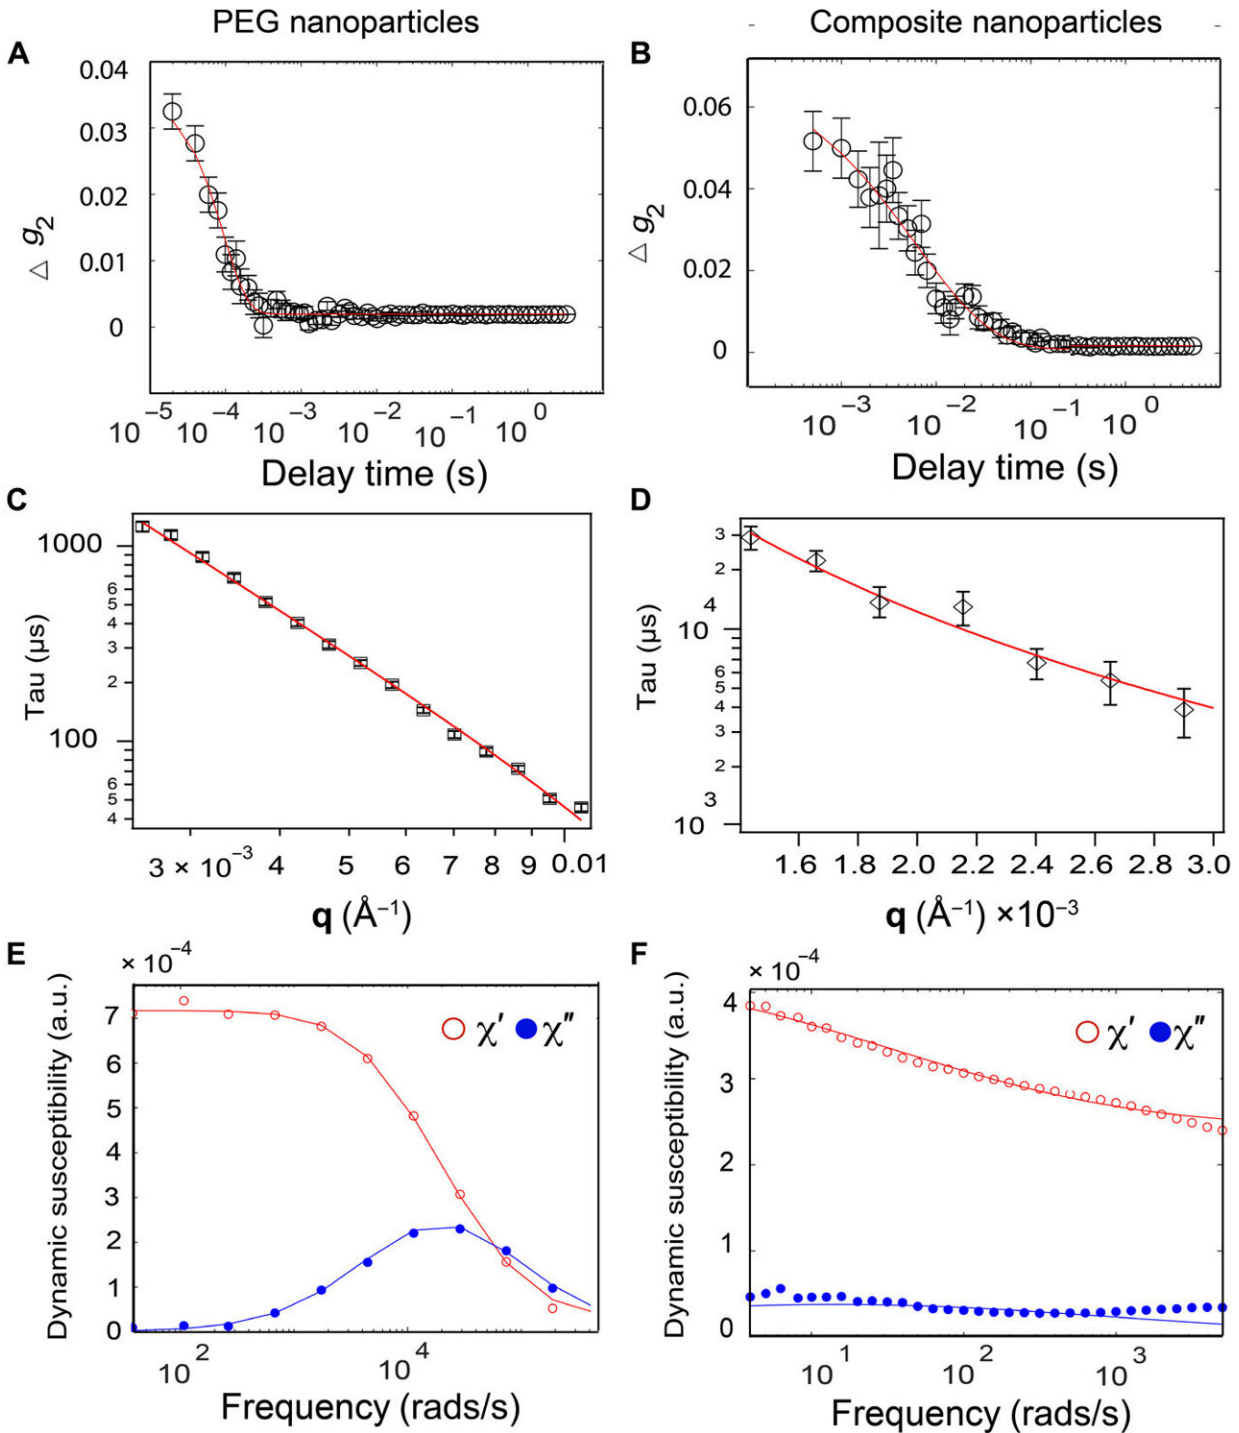 PEG nanoparticles
Composite nanoparticles
A
0.04
0.03
0.02
0.01
0
△ g₂
10⁻⁵ 10⁻⁴ 10⁻³ 10⁻² 10⁻¹ 10⁰
Delay time (s)
B
0.06
0.04
0.02
0
△ g₂
10⁻³ 10⁻² 10⁻¹ 10⁰
Delay time (s)
C
1000
6
5
4
3
2
100
6
5
4
Tau (µs)
3 × 10⁻³ 4 5 6 7 8 9 0.01
q (Å⁻¹)
D
3
2
10⁴
6
5
4
3
2
10³
Tau (µs)
1.6 1.8 2.0 2.2 2.4 2.6 2.8 3.0
q (Å⁻¹) ×10⁻³
E
× 10⁻⁴
7
6
5
4
3
2
1
0
Dynamic susceptibility (a.u.)
χ′ χ″
10² 10⁴
Frequency (rads/s)
F
× 10⁻⁴
4
3
2
1
0
Dynamic susceptibility (a.u.)
χ′ χ″
10¹ 10² 10³
Frequency (rads/s)